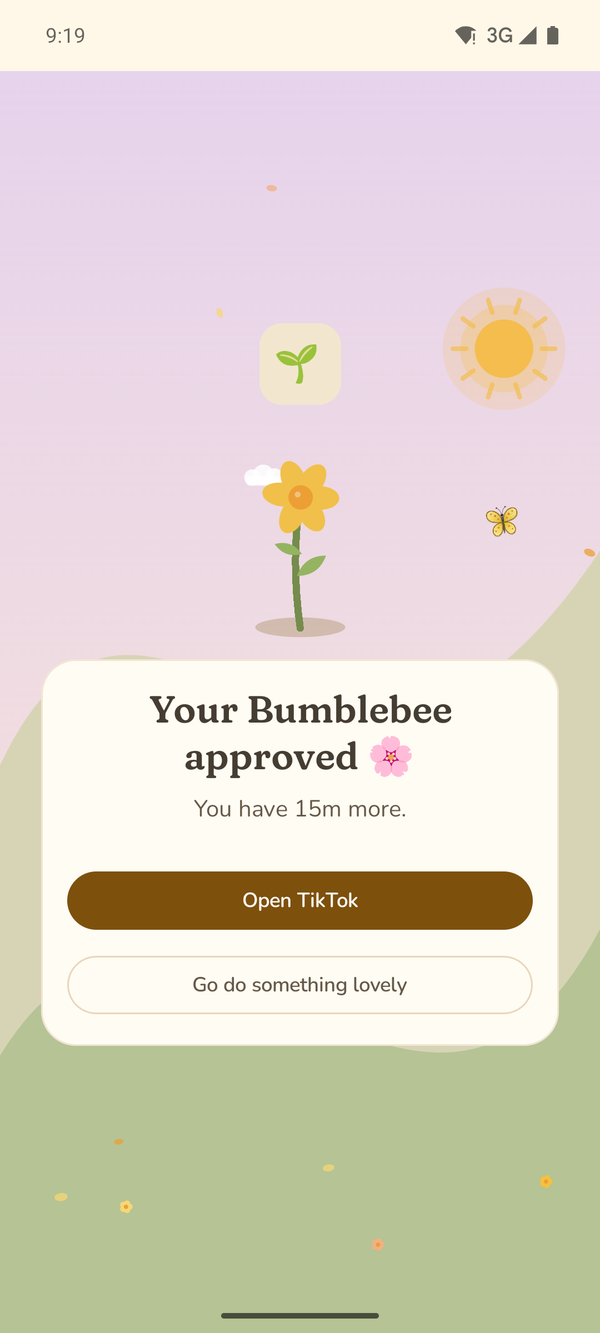 9:19
3G
Your Bumblebee
approved 🌸
You have 15m more.
Open TikTok
Go do something lovely